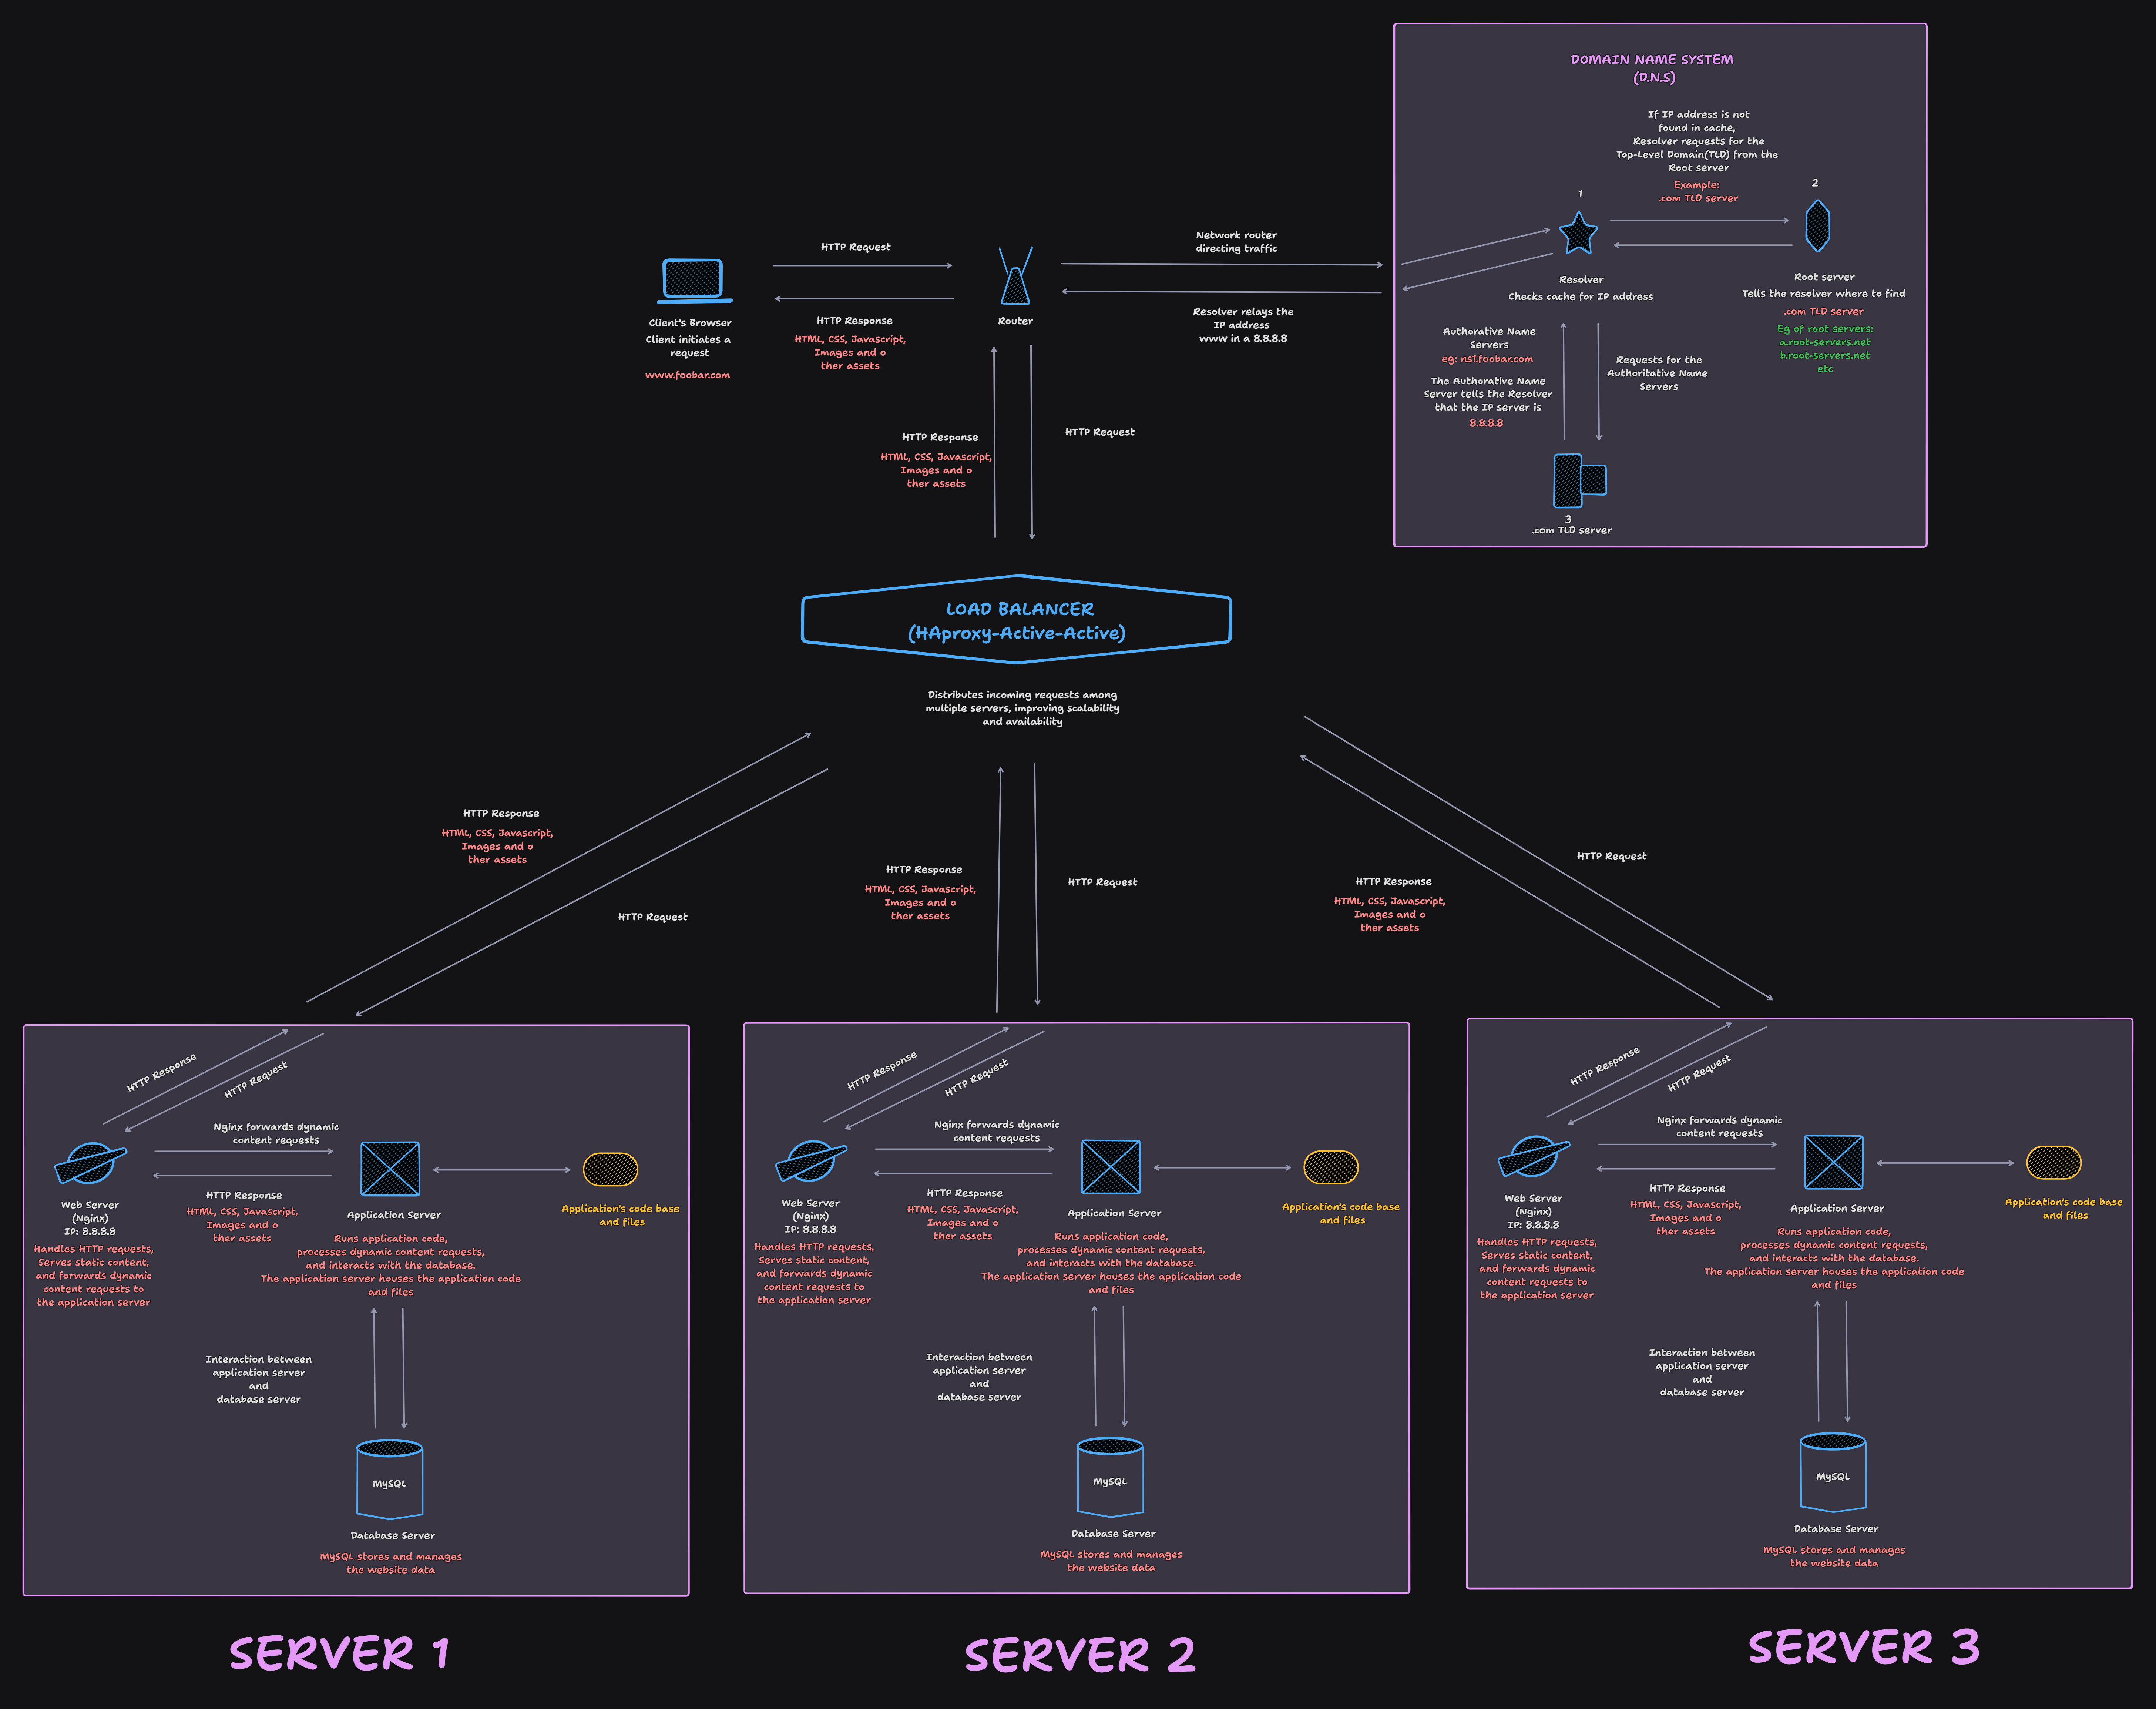 DOMAIN NAME SYSTEM
(D.N.S)
If IP address is not
found in cache,
Resolver requests for the
Top-Level Domain(TLD) from the
Root server
Example:
.com TLD server
1
2
Resolver
Checks cache for IP address
Root server
Tells the resolver where to find
.com TLD server
Eg of root servers:
a.root-servers.net
b.root-servers.net
etc
Authorative Name
Servers
eg: ns1.foobar.com
The Authorative Name
Server tells the Resolver
that the IP server is
8.8.8.8
Requests for the
Authoritative Name
Servers
3
.com TLD server
HTTP Request
Network router
directing traffic
Client's Browser
Client initiates a
request
www.foobar.com
HTTP Response
HTML, CSS, Javascript,
Images and o
ther assets
Router
Resolver relays the
IP address
www in a 8.8.8.8
HTTP Response
HTML, CSS, Javascript,
Images and o
ther assets
HTTP Request
LOAD BALANCER
(HAproxy-Active-Active)
Distributes incoming requests among
multiple servers, improving scalability
and availability
HTTP Response
HTML, CSS, Javascript,
Images and o
ther assets
HTTP Request
HTTP Response
HTML, CSS, Javascript,
Images and o
ther assets
HTTP Request
HTTP Response
HTML, CSS, Javascript,
Images and o
ther assets
HTTP Request
HTTP Response
HTTP Request
Nginx forwards dynamic
content requests
Web Server
(Nginx)
IP: 8.8.8.8
Handles HTTP requests,
Serves static content,
and forwards dynamic
content requests to
the application server
HTTP Response
HTML, CSS, Javascript,
Images and o
ther assets
Application Server
Runs application code,
processes dynamic content requests,
and interacts with the database.
The application server houses the application code
and files
Application's code base
and files
Interaction between
application server
and
database server
MySQL
Database Server
MySQL stores and manages
the website data
SERVER 1
HTTP Response
HTTP Request
Nginx forwards dynamic
content requests
Web Server
(Nginx)
IP: 8.8.8.8
Handles HTTP requests,
Serves static content,
and forwards dynamic
content requests to
the application server
HTTP Response
HTML, CSS, Javascript,
Images and o
ther assets
Application Server
Runs application code,
processes dynamic content requests,
and interacts with the database.
The application server houses the application code
and files
Application's code base
and files
Interaction between
application server
and
database server
MySQL
Database Server
MySQL stores and manages
the website data
SERVER 2
HTTP Response
HTTP Request
Nginx forwards dynamic
content requests
Web Server
(Nginx)
IP: 8.8.8.8
Handles HTTP requests,
Serves static content,
and forwards dynamic
content requests to
the application server
HTTP Response
HTML, CSS, Javascript,
Images and o
ther assets
Application Server
Runs application code,
processes dynamic content requests,
and interacts with the database.
The application server houses the application code
and files
Application's code base
and files
Interaction between
application server
and
database server
MySQL
Database Server
MySQL stores and manages
the website data
SERVER 3